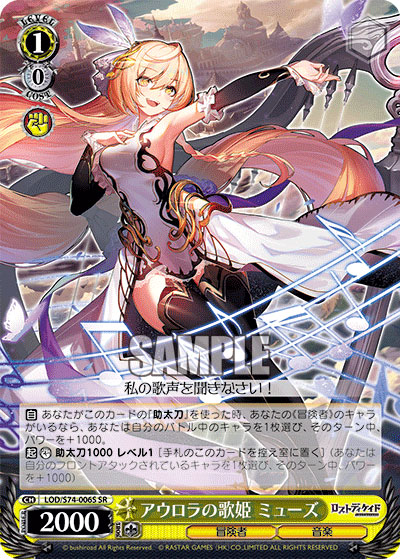 LEVEL
1
0
COST
SAMPLE
私の歌声を聞きなさい！
自 あなたがこのカードの『助太刀』を使った時、あなたの《冒険者》のキャラ
がいるなら、あなたは自分のバトル中のキャラを1枚選び、そのターン中、
パワーを+1000。
自 助太刀1000 レベル1 ［手札のこのカードを控え室に置く］ （あなたは自
分のフロントアタックされているキャラを1枚選び、そのターン中、パワー
を+1000）
CH LOD/S74-006S SR
POWER 2000
SOUL
アウロラの歌姫 ミューズ
ロストディケイド
冒険者 音楽
© bushiroad All Rights Reserved. © RASTAR GAMES (HK) CO.,LIMITED ALL RIGHTS RESERVED.